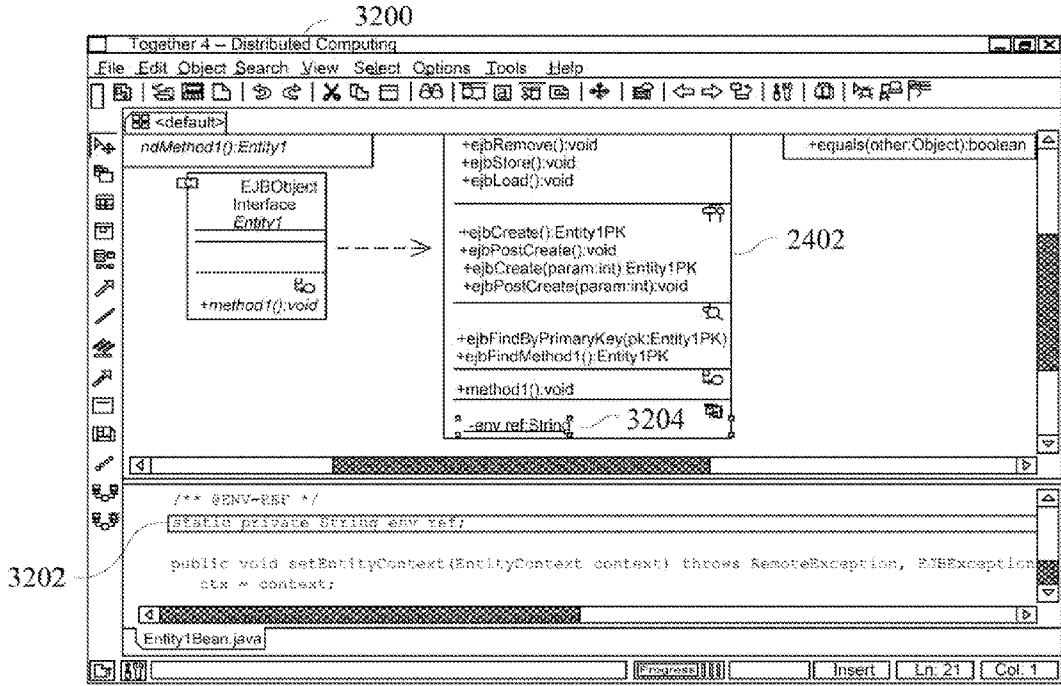 3200
Together 4 – Distributed Computing
File Edit Object Search View Select Options Tools Help
<default>
ndMethod1():Entity1
EJBObject
Interface
Entity1
+method1():void
+ejbRemove():void
+ejbStore():void
+ejbLoad():void
+ejbCreate():Entity1PK
+ejbPostCreate():void
+ejbCreate(param:int) Entity1PK
+ejbPostCreate(param:int):void
+ejbFindByPrimaryKey(pk:Entity1PK)
+ejbFindMethod1():Entity1PK
+method1():void
-env ref:String
+equals(other:Object):boolean
2402
3204
/** @ENV-REF */
static private String env ref;
public void setEntityContext(EntityContext context) throws RemoteException, EJBException
ctx = context;
3202
Entity1Bean.java
Progress
Insert
Ln: 21
Col: 1